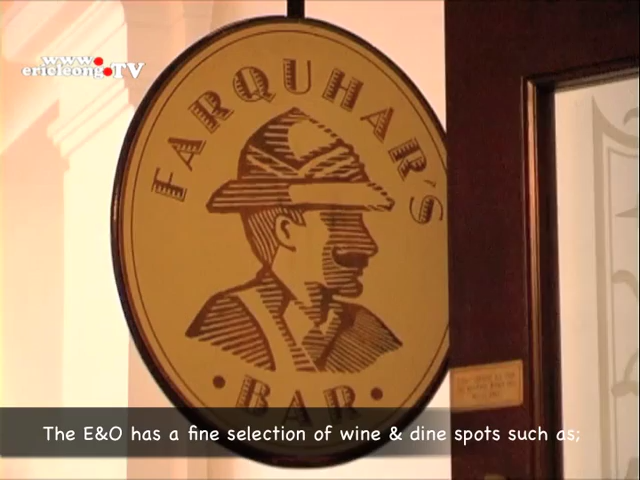 www.
ericleong.TV
FARQUHAR'S
• BAR •
The E&O has a fine selection of wine & dine spots such as;